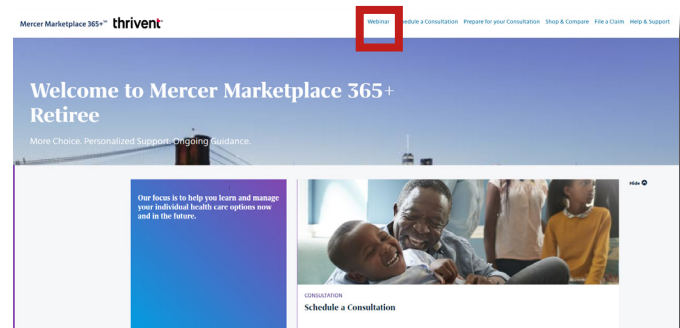 Mercer Marketplace 365+℠ thrivent®
Webinar Schedule a Consultation Prepare for your Consultation Shop & Compare File a Claim Help & Support
Welcome to Mercer Marketplace 365+
Retiree
More Choice. Personalized Support. Ongoing Guidance.
Hide
Our focus is to help you learn and manage
your individual health care options now
and in the future.
CONSULTATION
Schedule a Consultation